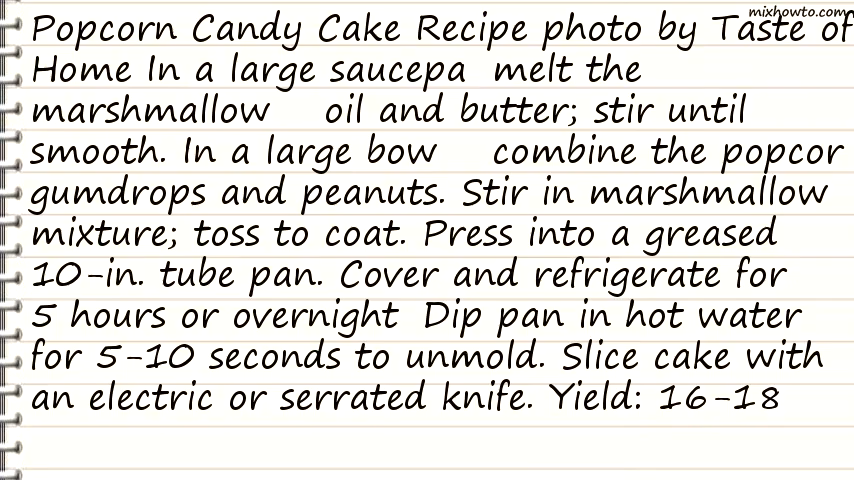 mixhowto.com
Popcorn Candy Cake Recipe photo by Taste of
Home In a large saucepa melt the
marshmallow oil and butter; stir until
smooth. In a large bow combine the popcor
gumdrops and peanuts. Stir in marshmallow
mixture; toss to coat. Press into a greased
10-in. tube pan. Cover and refrigerate for
5 hours or overnight Dip pan in hot water
for 5-10 seconds to unmold. Slice cake with
an electric or serrated knife. Yield: 16-18